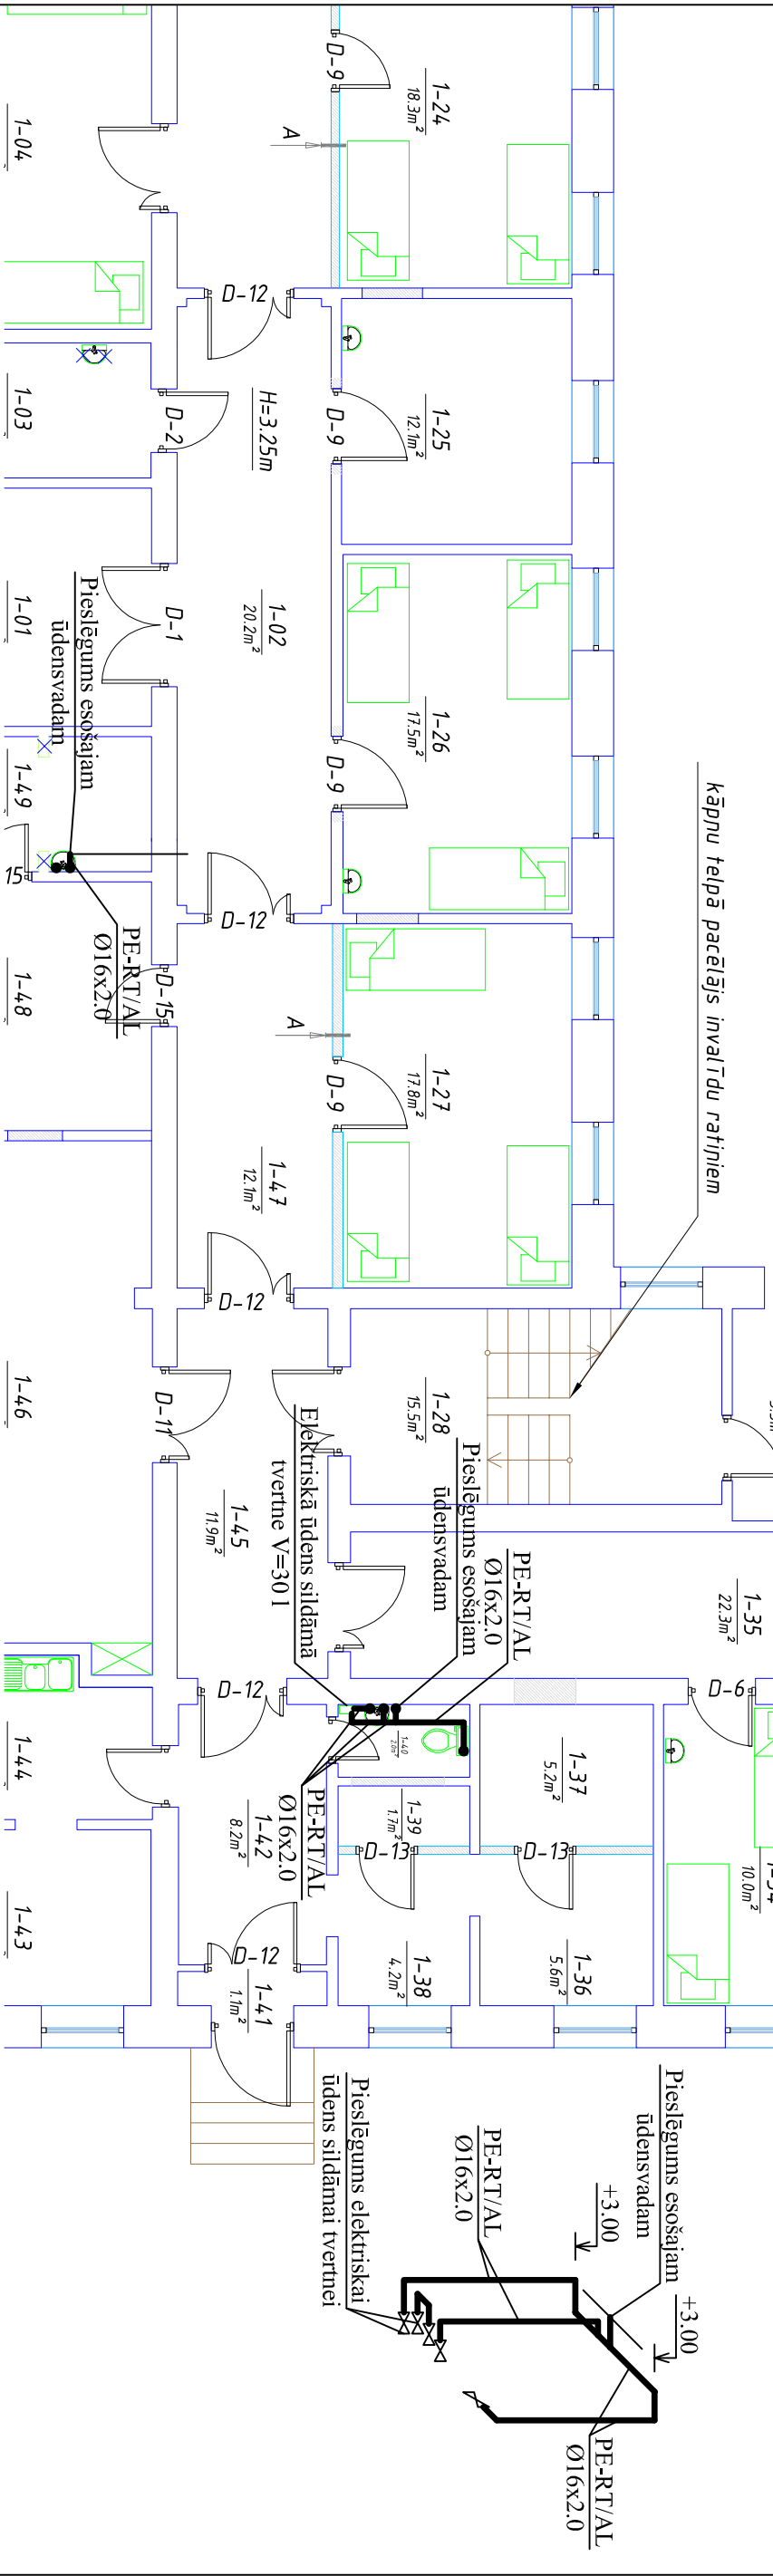 kāpņu telpā pacēlājs invalīdu ratiņiem
1-24
18.3m²
D-9
A
1-25
12.1m²
D-9
1-26
17.5m²
D-9
1-27
17.8m²
D-9
A
1-28
15.5m²
1-35
22.3m²
D-6
10.0m²
D-12
H=3.25m
1-02
20.2m²
D-12
1-47
12.1m²
D-12
1-45
11.9m²
D-12
1-42
8.2m²
D-12
1-41
1.1m²
1-40
2.0m²
1-39
1.7m²
D-13
1-38
4.2m²
1-37
5.2m²
D-13
1-36
5.6m²
1-04
1-03
D-2
1-01
D-1
1-49
15
1-48
D-15
1-46
D-11
1-44
1-43
Pieslēgums esošajam
ūdensvadam
PE-RT/AL
Ø16x2.0
Elektriskā ūdens sildāmā
tvertne V=30l
Pieslēgums esošajam
ūdensvadam
PE-RT/AL
Ø16x2.0
PE-RT/AL
Ø16x2.0
Pieslēgums esošajam
ūdensvadam
+3.00
+3.00
PE-RT/AL
Ø16x2.0
PE-RT/AL
Ø16x2.0
Pieslēgums elektriskai
ūdens sildāmai tvertnei